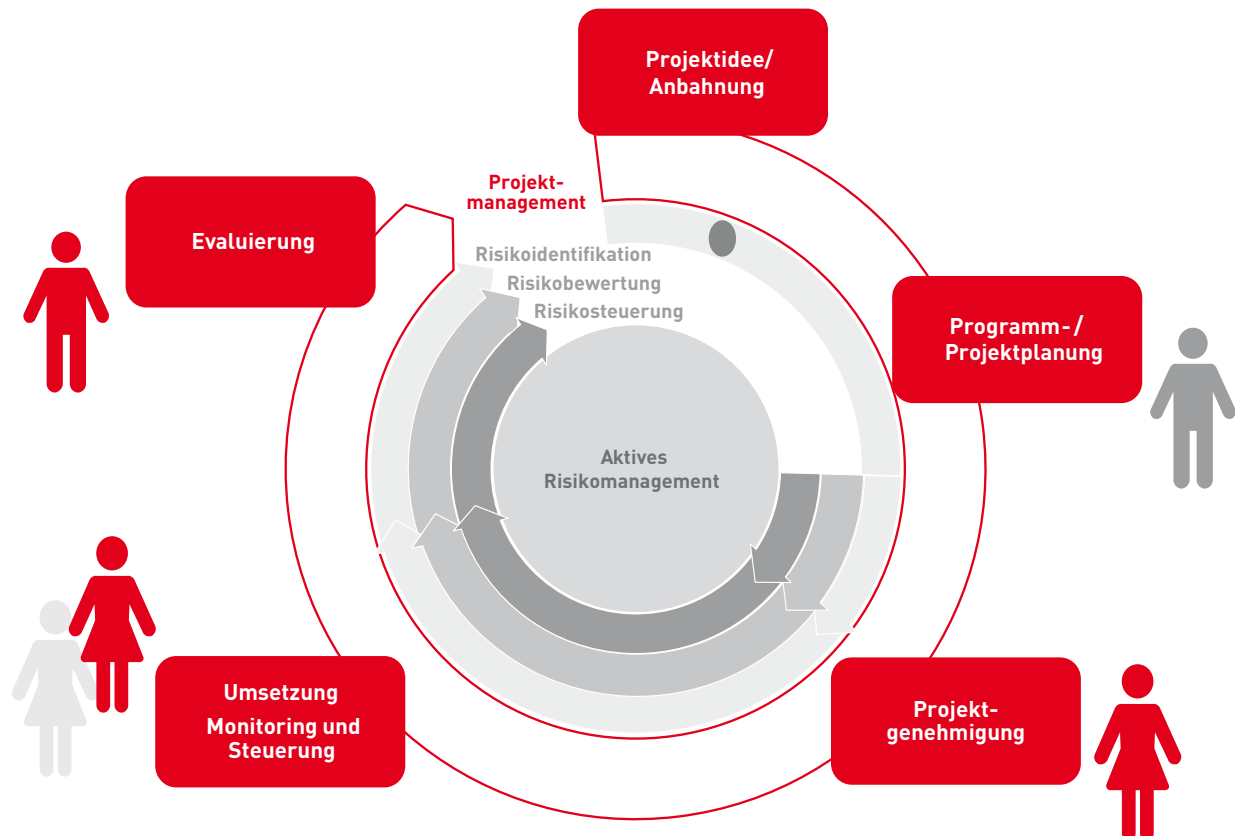 Projektidee/
Anbahnung
Projekt-
management
Evaluierung
Risikoidentifikation
Risikobewertung
Risikosteuerung
Programm-/
Projektplanung
Aktives
Risikomanagement
Umsetzung
Monitoring und
Steuerung
Projekt-
genehmigung